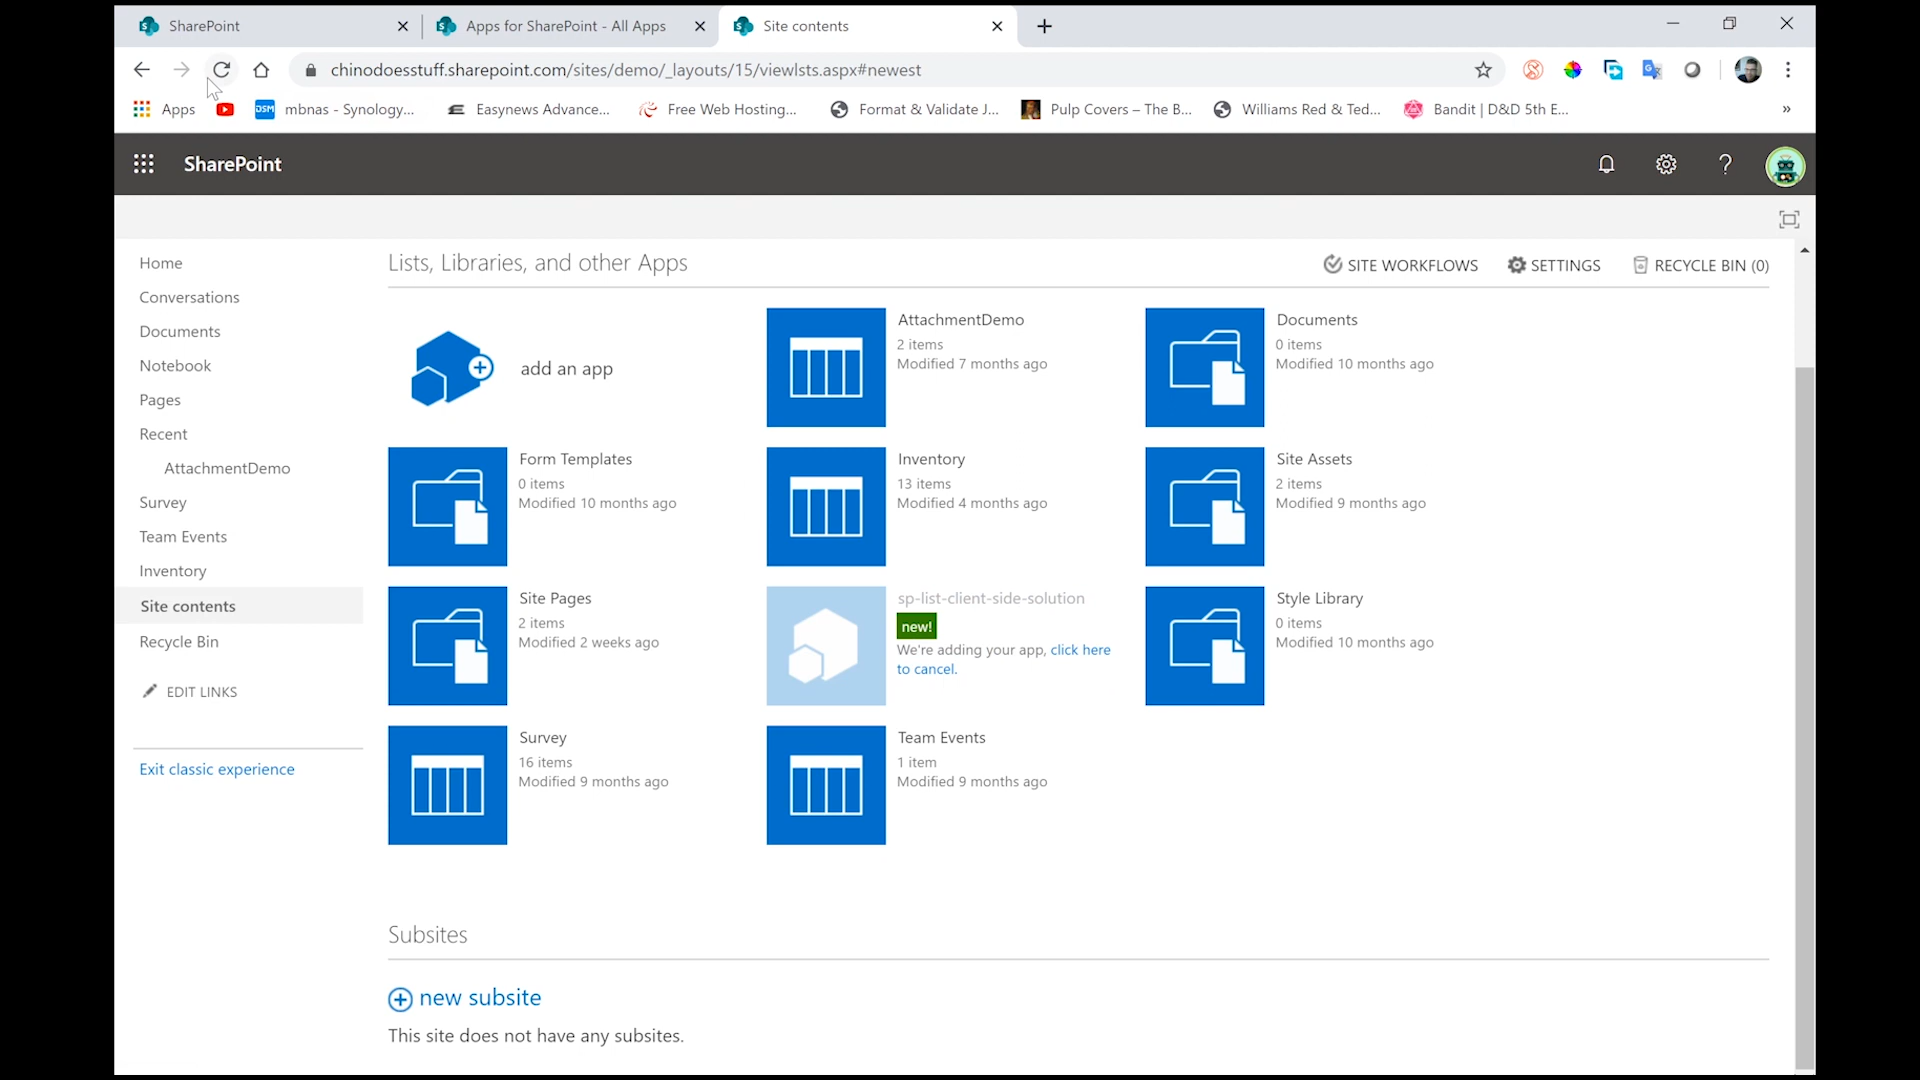 SharePoint
Apps for SharePoint - All Apps
Site contents
chinodoesstuff.sharepoint.com/sites/demo/_layouts/15/viewlsts.aspx#newest
Apps
DSM
mbnas - Synology...
Easynews Advance...
Free Web Hosting...
Format & Validate J...
Pulp Covers – The B...
Williams Red & Ted...
Bandit | D&D 5th E...
»
SharePoint
Home
Conversations
Documents
Notebook
Pages
Recent
AttachmentDemo
Survey
Team Events
Inventory
Site contents
Recycle Bin
EDIT LINKS
Exit classic experience
Lists, Libraries, and other Apps
SITE WORKFLOWS
SETTINGS
RECYCLE BIN (0)
add an app
AttachmentDemo
2 items
Modified 7 months ago
Documents
0 items
Modified 10 months ago
Form Templates
0 items
Modified 10 months ago
Inventory
13 items
Modified 4 months ago
Site Assets
2 items
Modified 9 months ago
Site Pages
2 items
Modified 2 weeks ago
sp-list-client-side-solution
new!
We're adding your app, click here
to cancel.
Style Library
0 items
Modified 10 months ago
Survey
16 items
Modified 9 months ago
Team Events
1 item
Modified 9 months ago
Subsites
new subsite
This site does not have any subsites.